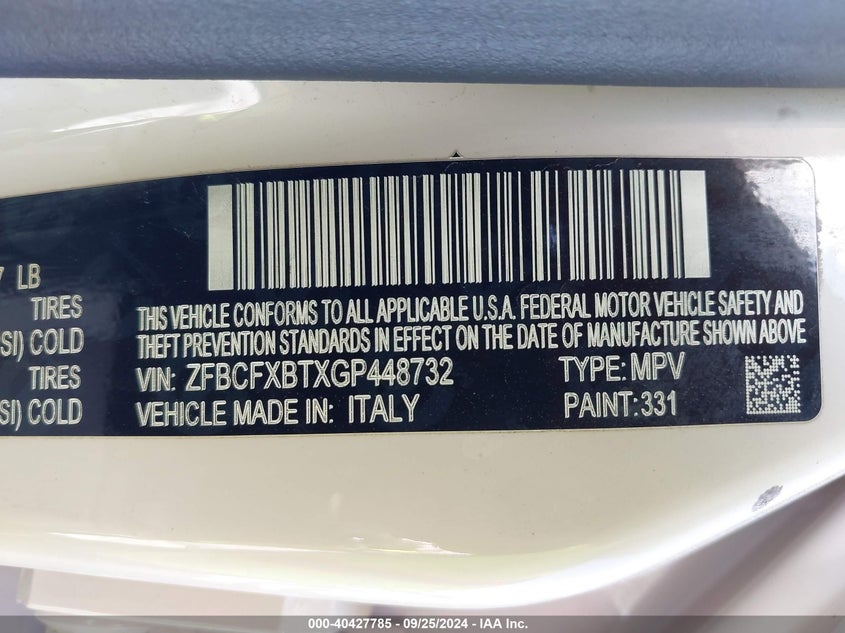 7 LB
TIRES
SI) COLD
TIRES
SI) COLD
THIS VEHICLE CONFORMS TO ALL APPLICABLE U.S.A. FEDERAL MOTOR VEHICLE SAFETY AND
THEFT PREVENTION STANDARDS IN EFFECT ON THE DATE OF MANUFACTURE SHOWN ABOVE
VIN: ZFBCFXBTXGP448732 TYPE: MPV
VEHICLE MADE IN: ITALY PAINT: 331
000-40427785 - 09/25/2024 - IAA Inc.